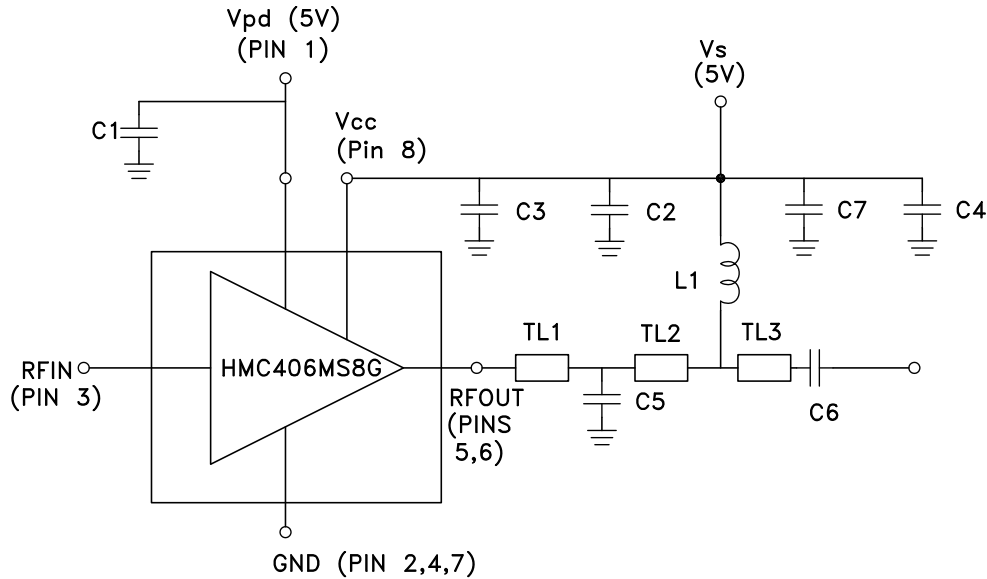 Vpd (5V)
(PIN 1)
Vs
(5V)
C1
Vcc
(Pin 8)
C3
C2
C7
C4
L1
TL1
TL2
TL3
RFIN
(PIN 3)
HMC406MS8G
RFOUT
(PINS
5,6)
C5
C6
GND (PIN 2,4,7)